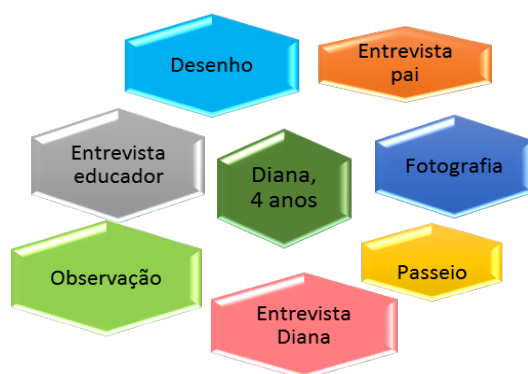 Desenho
Entrevista
pai
Entrevista
educador
Diana,
4 anos
Fotografia
Observação
Passeio
Entrevista
Diana